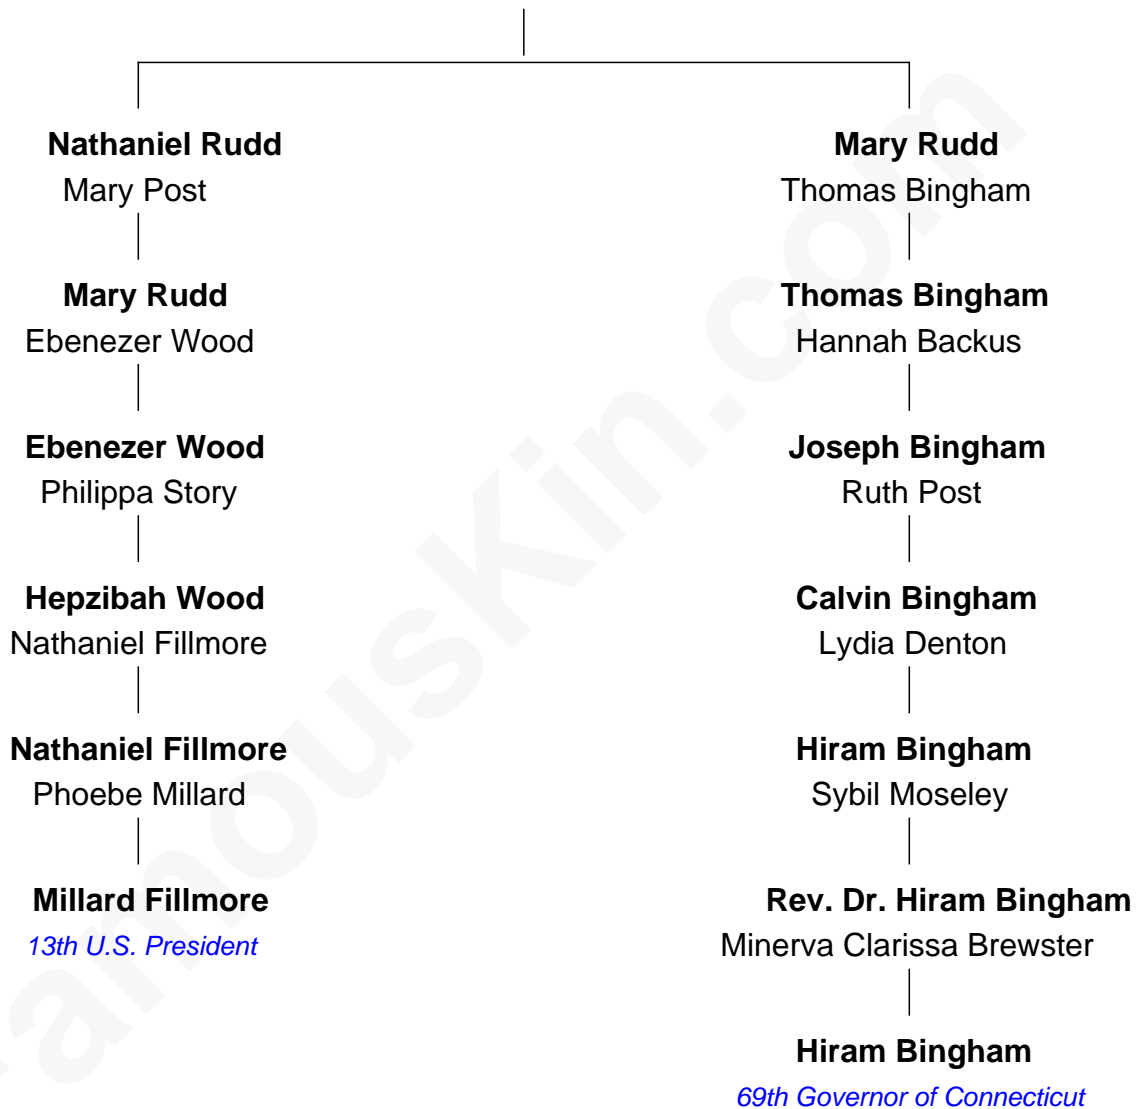 Nathaniel Rudd
Mary Post
Mary Rudd
Ebenezer Wood
Ebenezer Wood
Philippa Story
Hepzibah Wood
Nathaniel Fillmore
Nathaniel Fillmore
Phoebe Millard
Millard Fillmore
13th U.S. President
Mary Rudd
Thomas Bingham
Thomas Bingham
Hannah Backus
Joseph Bingham
Ruth Post
Calvin Bingham
Lydia Denton
Hiram Bingham
Sybil Moseley
Rev. Dr. Hiram Bingham
Minerva Clarissa Brewster
Hiram Bingham
69th Governor of Connecticut
amousKin.com